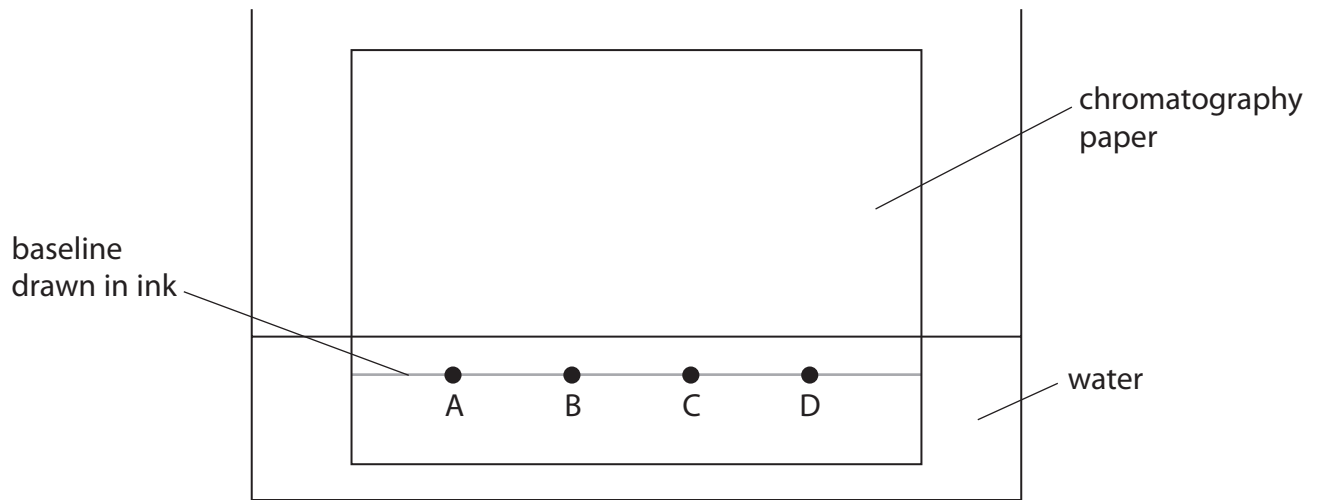 chromatography
paper
baseline
drawn in ink
water
A B C D